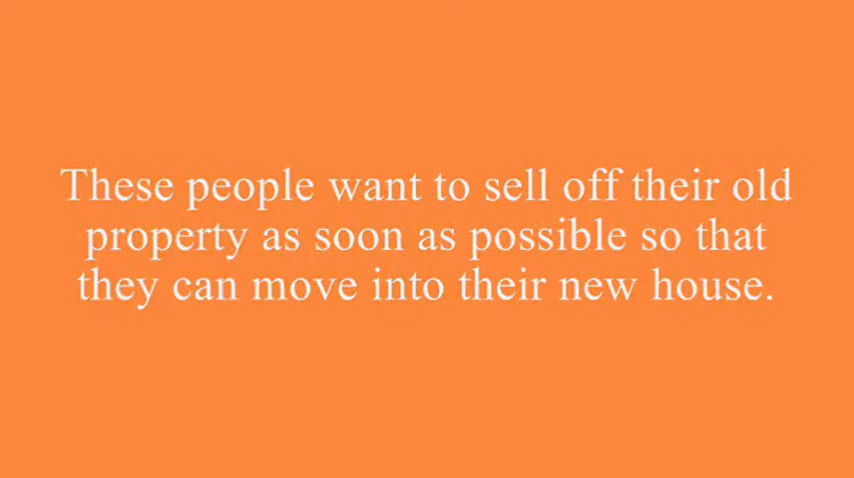 These people want to sell off their old
property as soon as possible so that
they can move into their new house.